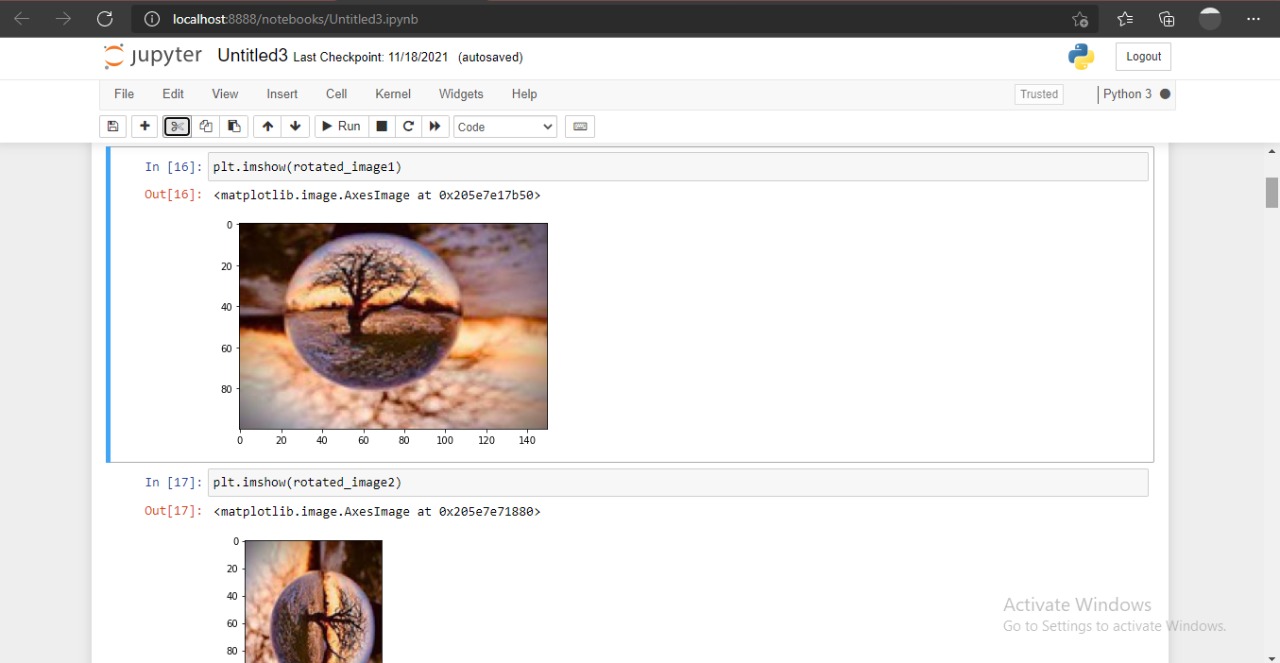 localhost:8888/notebooks/Untitled3.ipynb
jupyter Untitled3 Last Checkpoint: 11/18/2021 (autosaved)
Logout
File Edit View Insert Cell Kernel Widgets Help
Trusted
Python 3
Run
Code
In [16]: plt.imshow(rotated_image1)
Out[16]: <matplotlib.image.AxesImage at 0x205e7e17b50>
0
20
40
60
80
0 20 40 60 80 100 120 140
In [17]: plt.imshow(rotated_image2)
Out[17]: <matplotlib.image.AxesImage at 0x205e7e71880>
0
20
40
60
80
Activate Windows
Go to Settings to activate Windows.